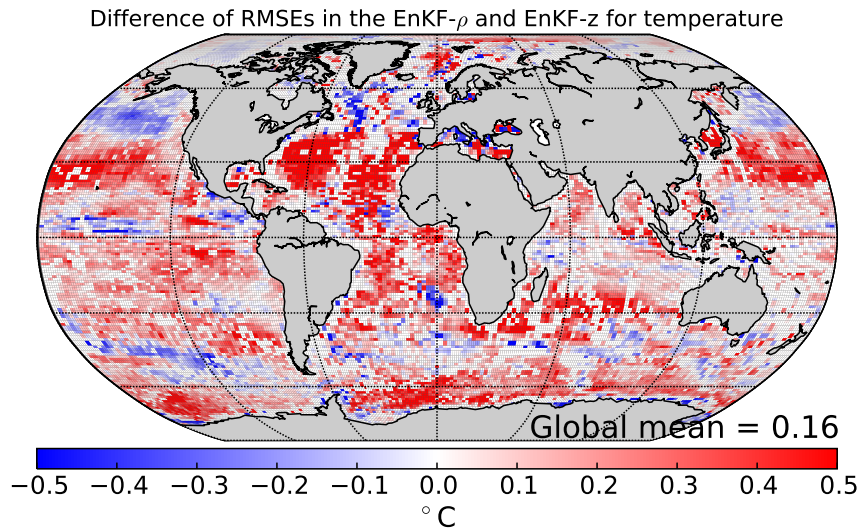 Difference of RMSEs in the EnKF-ρ and EnKF-z for temperature
Global mean = 0.16
−0.5 −0.4 −0.3 −0.2 −0.1 0.0 0.1 0.2 0.3 0.4 0.5
°C